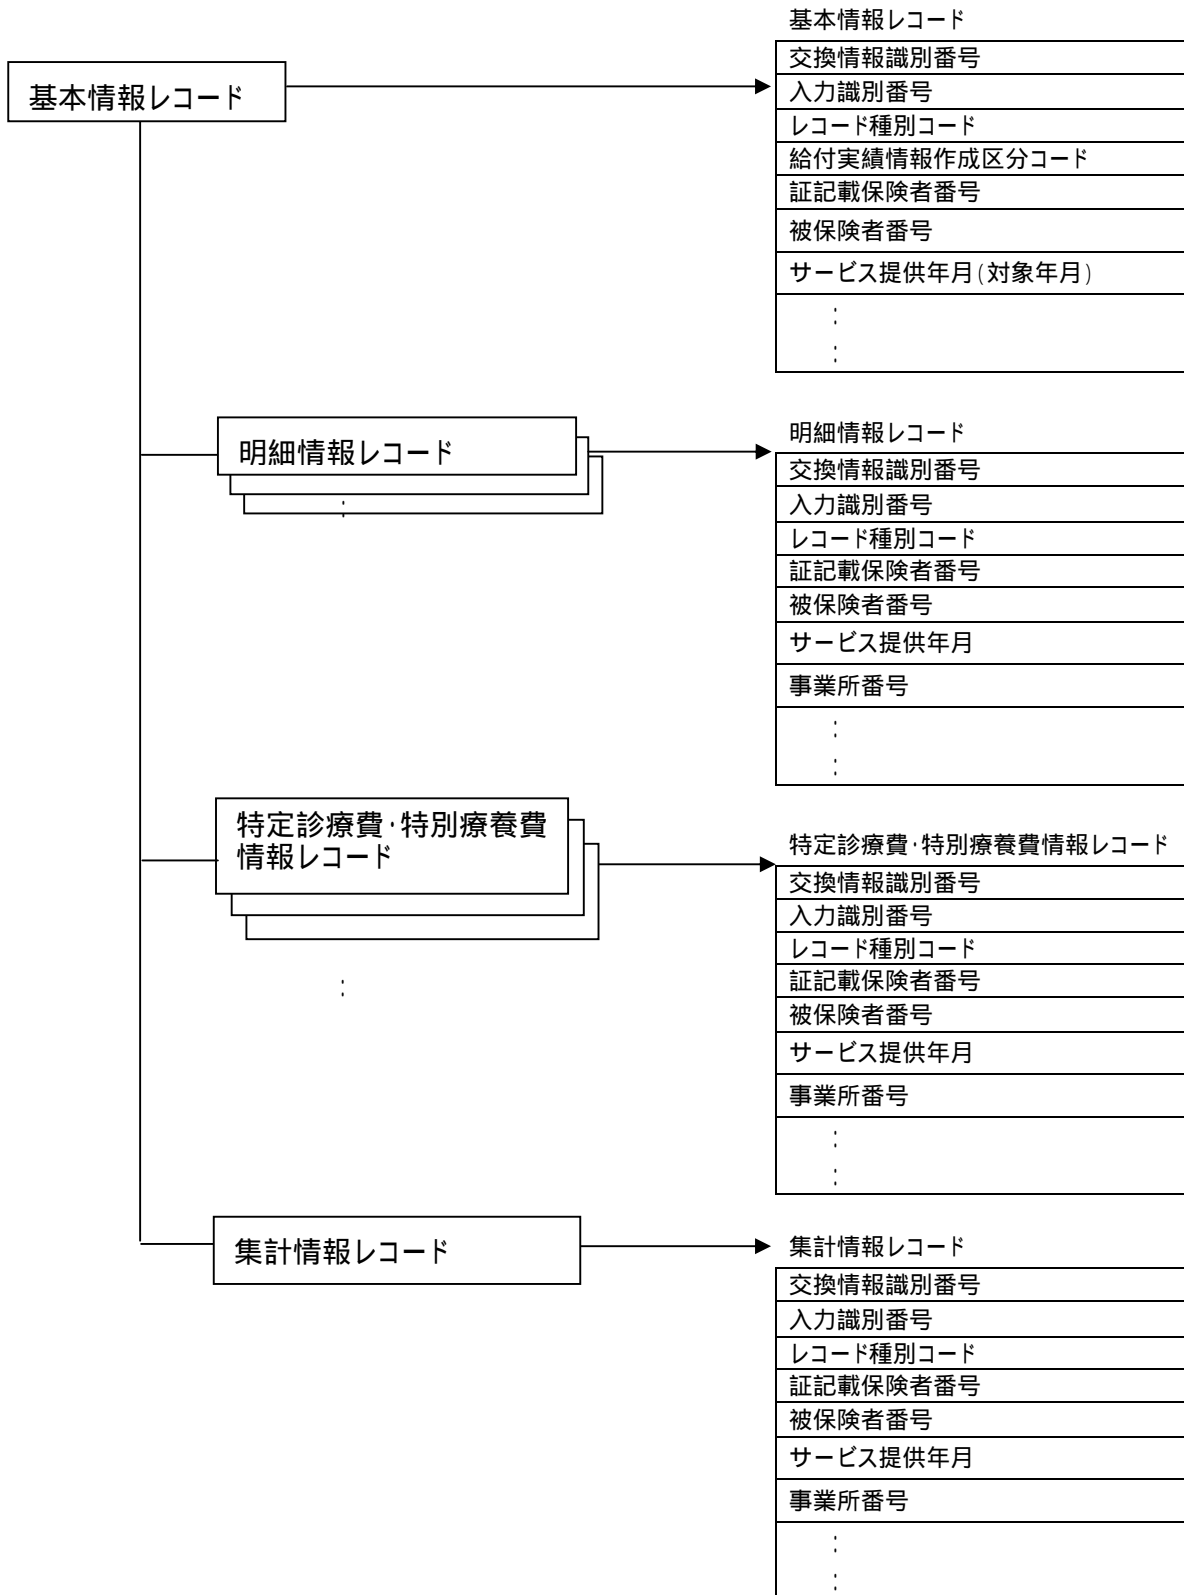 基本情報レコード
基本情報レコード
交換情報識別番号
入力識別番号
レコード種別コード
給付実績情報作成区分コード
証記載保険者番号
被保険者番号
サービス提供年月(対象年月)
:
:
明細情報レコード
:
明細情報レコード
交換情報識別番号
入力識別番号
レコード種別コード
証記載保険者番号
被保険者番号
サービス提供年月
事業所番号
:
:
特定診療費・特別療養費
情報レコード
:
特定診療費・特別療養費情報レコード
交換情報識別番号
入力識別番号
レコード種別コード
証記載保険者番号
被保険者番号
サービス提供年月
事業所番号
:
:
集計情報レコード
集計情報レコード
交換情報識別番号
入力識別番号
レコード種別コード
証記載保険者番号
被保険者番号
サービス提供年月
事業所番号
:
: